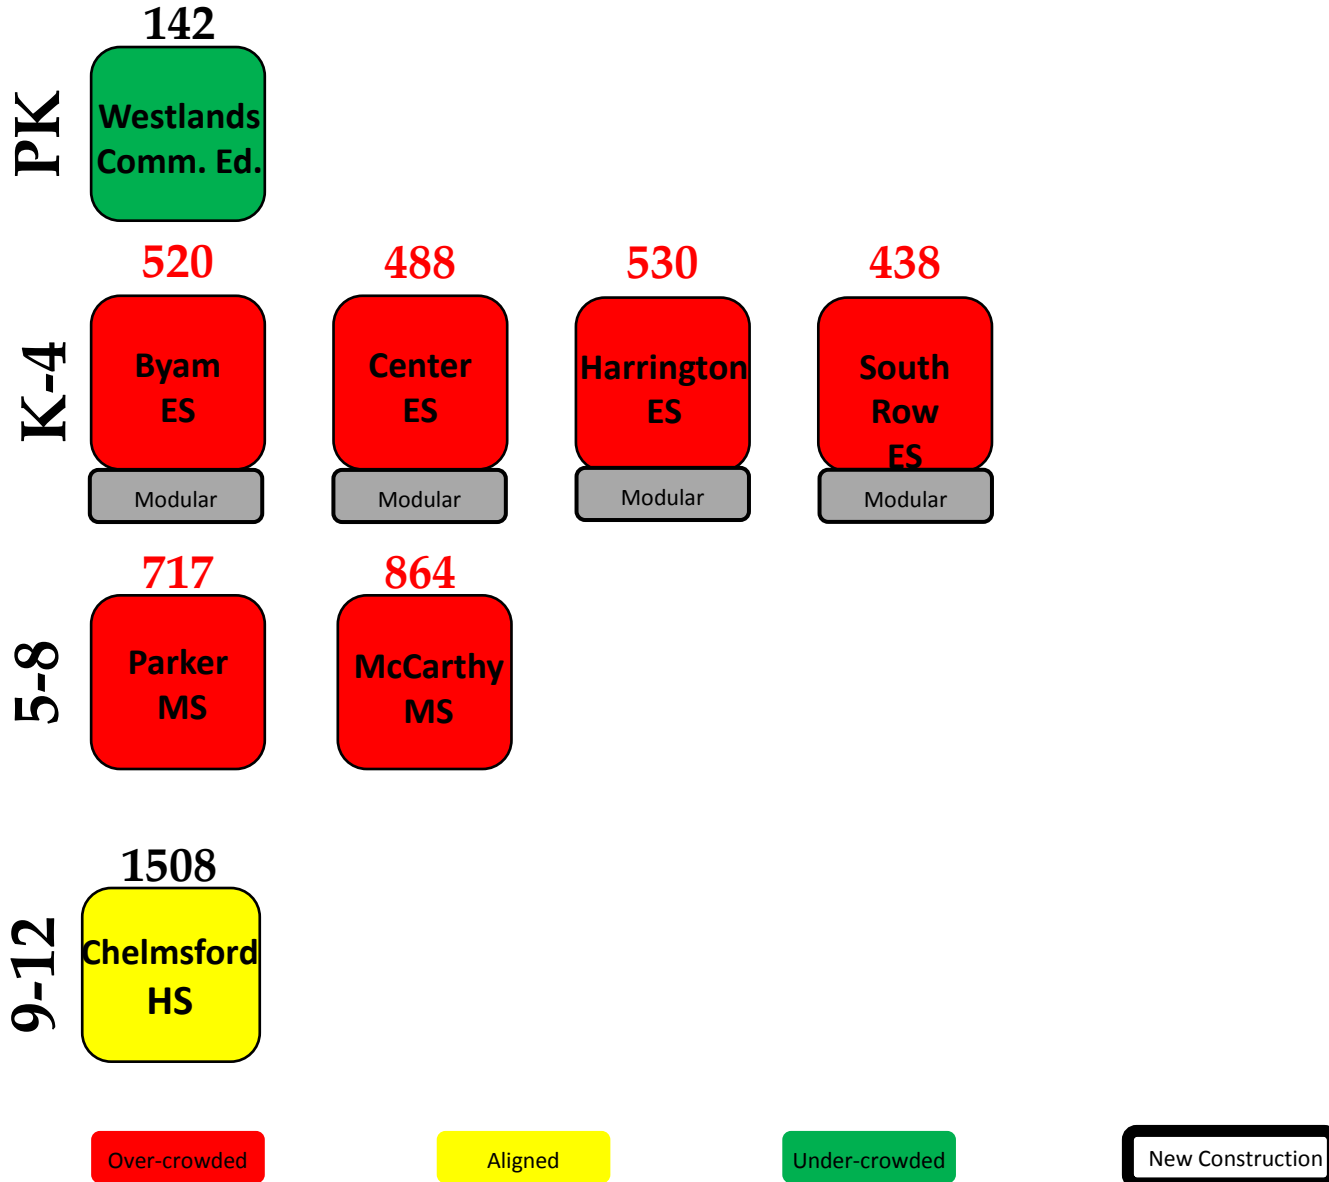 142
PK
Westlands
Comm. Ed.
520 488 530 438
K-4
Byam
ES
Center
ES
Harrington
ES
South
Row
ES
Modular Modular Modular Modular
717 864
5-8
Parker
MS
McCarthy
MS
1508
9-12
Chelmsford
HS
Over-crowded Aligned Under-crowded New Construction